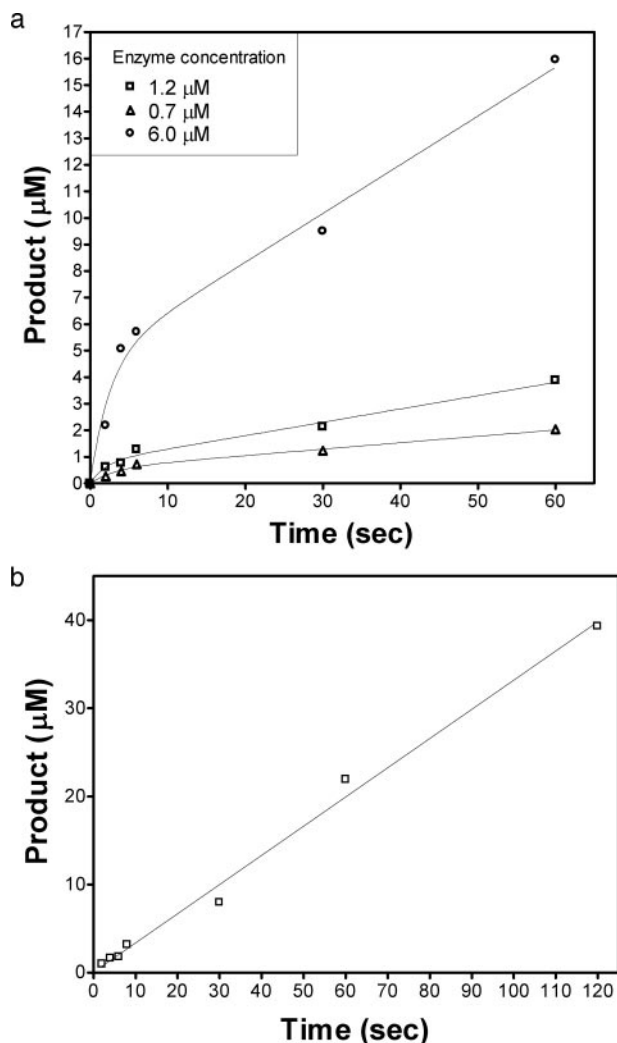 a
Enzyme concentration
1.2 μM
0.7 μM
6.0 μM
Product (μM)
17
16
15
14
13
12
11
10
9
8
7
6
5
4
3
2
1
0
0 10 20 30 40 50 60
Time (sec)
b
Product (μM)
40
30
20
10
0
0 10 20 30 40 50 60 70 80 90 100 110 120
Time (sec)